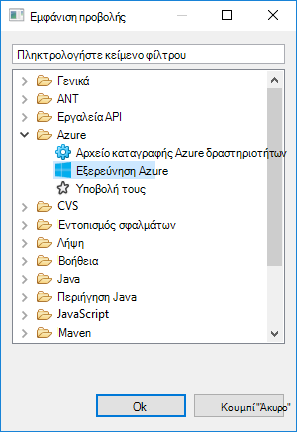 Εμφάνιση προβολής
Πληκτρολογήστε κείμενο φίλτρου
Γενικά
ANT
Εργαλεία API
Azure
Αρχείο καταγραφής Azure δραστηριοτήτων
Εξερεύνηση Azure
Υποβολή τους
CVS
Εντοπισμός σφαλμάτων
Λήψη
Βοήθεια
Java
Περιήγηση Java
JavaScript
Maven
Ok
Κουμπί "Άκυρο"